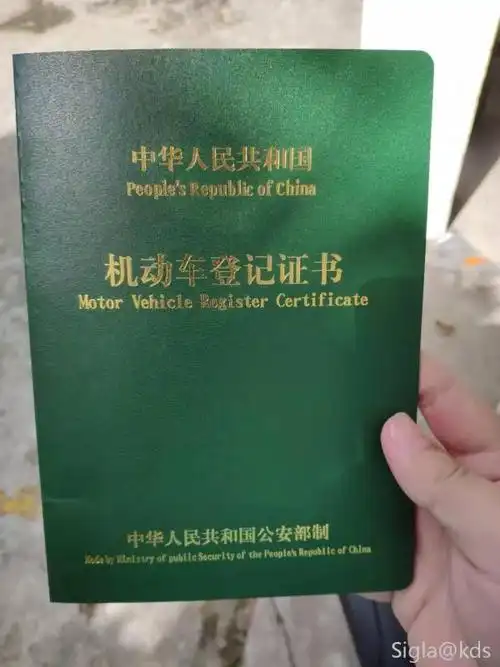 中华人民共和国
People's Republic of China
机动车登记证书
Motor Vehicle Register Certificate
中华人民共和国公安部制
Made by Ministry of public Security of the People's Republic of China
Sigla@kds